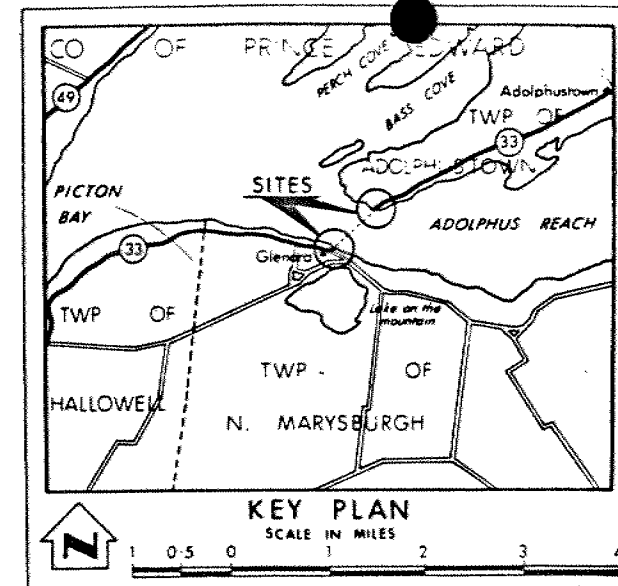 CO OF PRINCE EDWARD
PERCH COVE
49
Adolphustown
BASS COVE
TWP OF
33
ADOLPHUSTOWN
SITES
PICTON
BAY
ADOLPHUS REACH
33
Glenora
Lake on the
mountain
TWP OF
TWP OF
HALLOWELL
N. MARYSBURGH
KEY PLAN
SCALE IN MILES
N
1 0·5 0 1 2 3 4